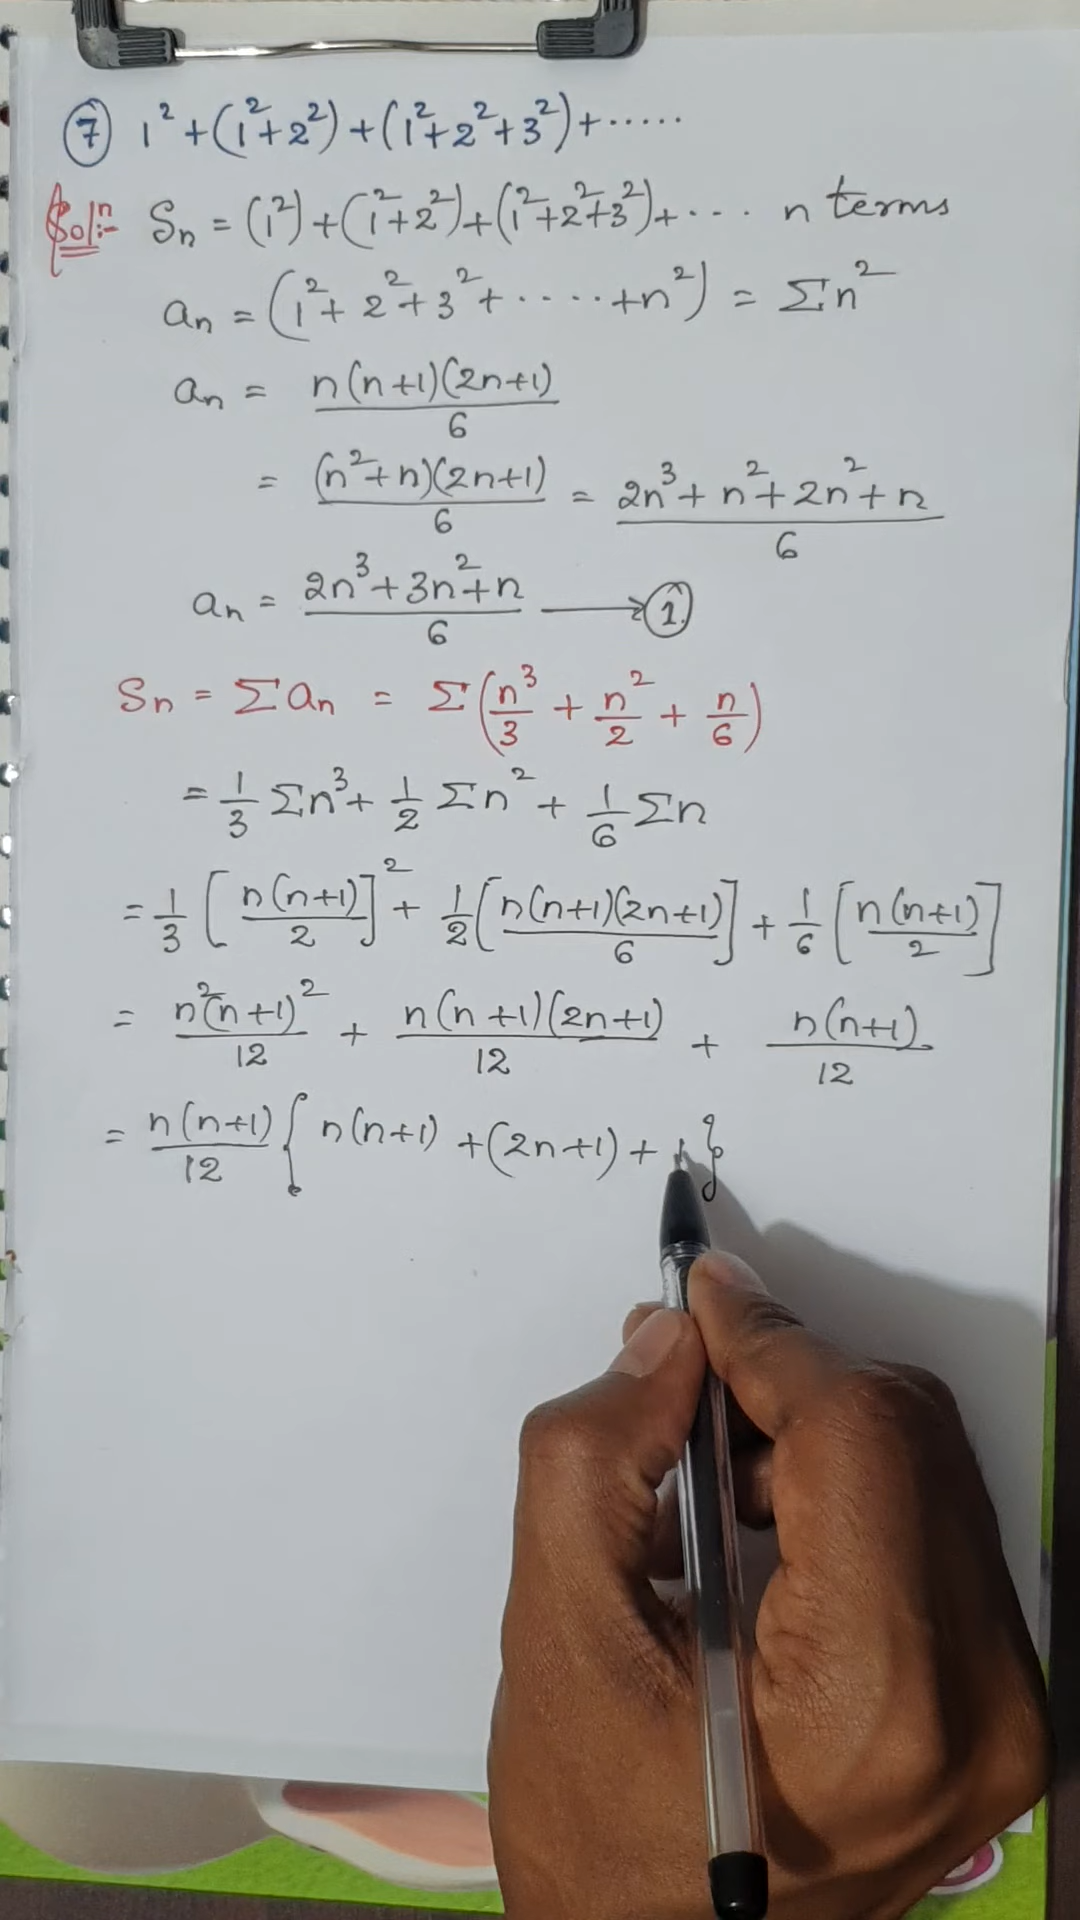 ⑦ 1² + (1² + 2²) + (1² + 2² + 3²) + ......
Solⁿ:- Sn = (1²) + (1² + 2²) + (1² + 2² + 3²) + .... n terms
an = (1² + 2² + 3² + ..... + n²) = Σn²
an = n(n+1)(2n+1)/6
= (n² + n)(2n+1)/6 = 2n³ + n² + 2n² + n/6
an = 2n³ + 3n² + n/6 ⟶ ①
Sn = Σan = Σ(n³/3 + n²/2 + n/6)
= 1/3 Σn³ + 1/2 Σn² + 1/6 Σn
= 1/3 [n(n+1)/2]² + 1/2 [n(n+1)(2n+1)/6] + 1/6 [n(n+1)/2]
= n²(n+1)²/12 + n(n+1)(2n+1)/12 + n(n+1)/12
= n(n+1)/12 { n(n+1) + (2n+1) + 1 }